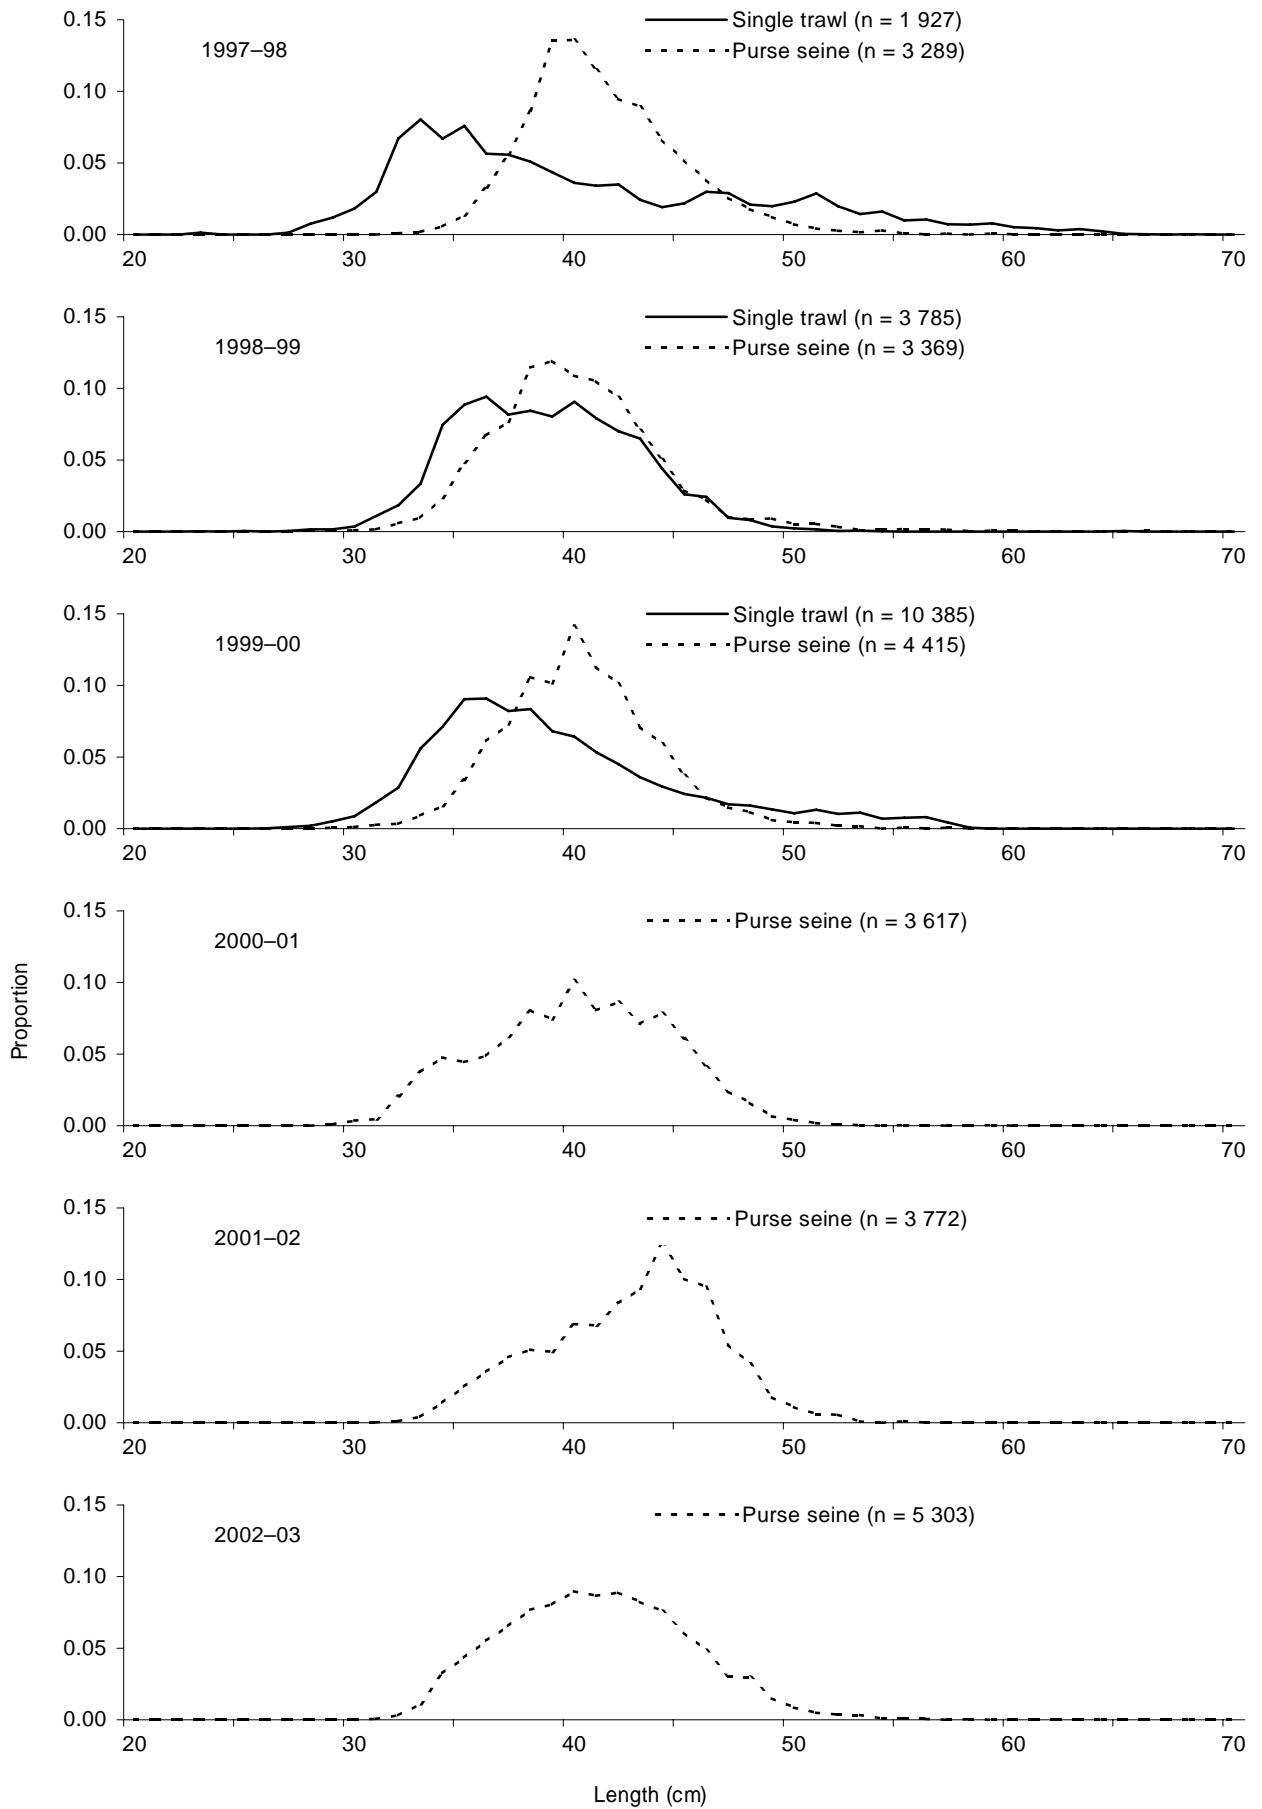 0.15
Single trawl (n = 1 927)
1997–98
Purse seine (n = 3 289)
0.10
0.05
0.00
20 30 40 50 60 70
0.15
Single trawl (n = 3 785)
1998–99
Purse seine (n = 3 369)
0.10
0.05
0.00
20 30 40 50 60 70
0.15
Single trawl (n = 10 385)
1999–00
Purse seine (n = 4 415)
0.10
0.05
0.00
20 30 40 50 60 70
0.15
Purse seine (n = 3 617)
2000–01
0.10
0.05
0.00
20 30 40 50 60 70
Proportion
0.15
Purse seine (n = 3 772)
2001–02
0.10
0.05
0.00
20 30 40 50 60 70
0.15
Purse seine (n = 5 303)
2002–03
0.10
0.05
0.00
20 30 40 50 60 70
Length (cm)